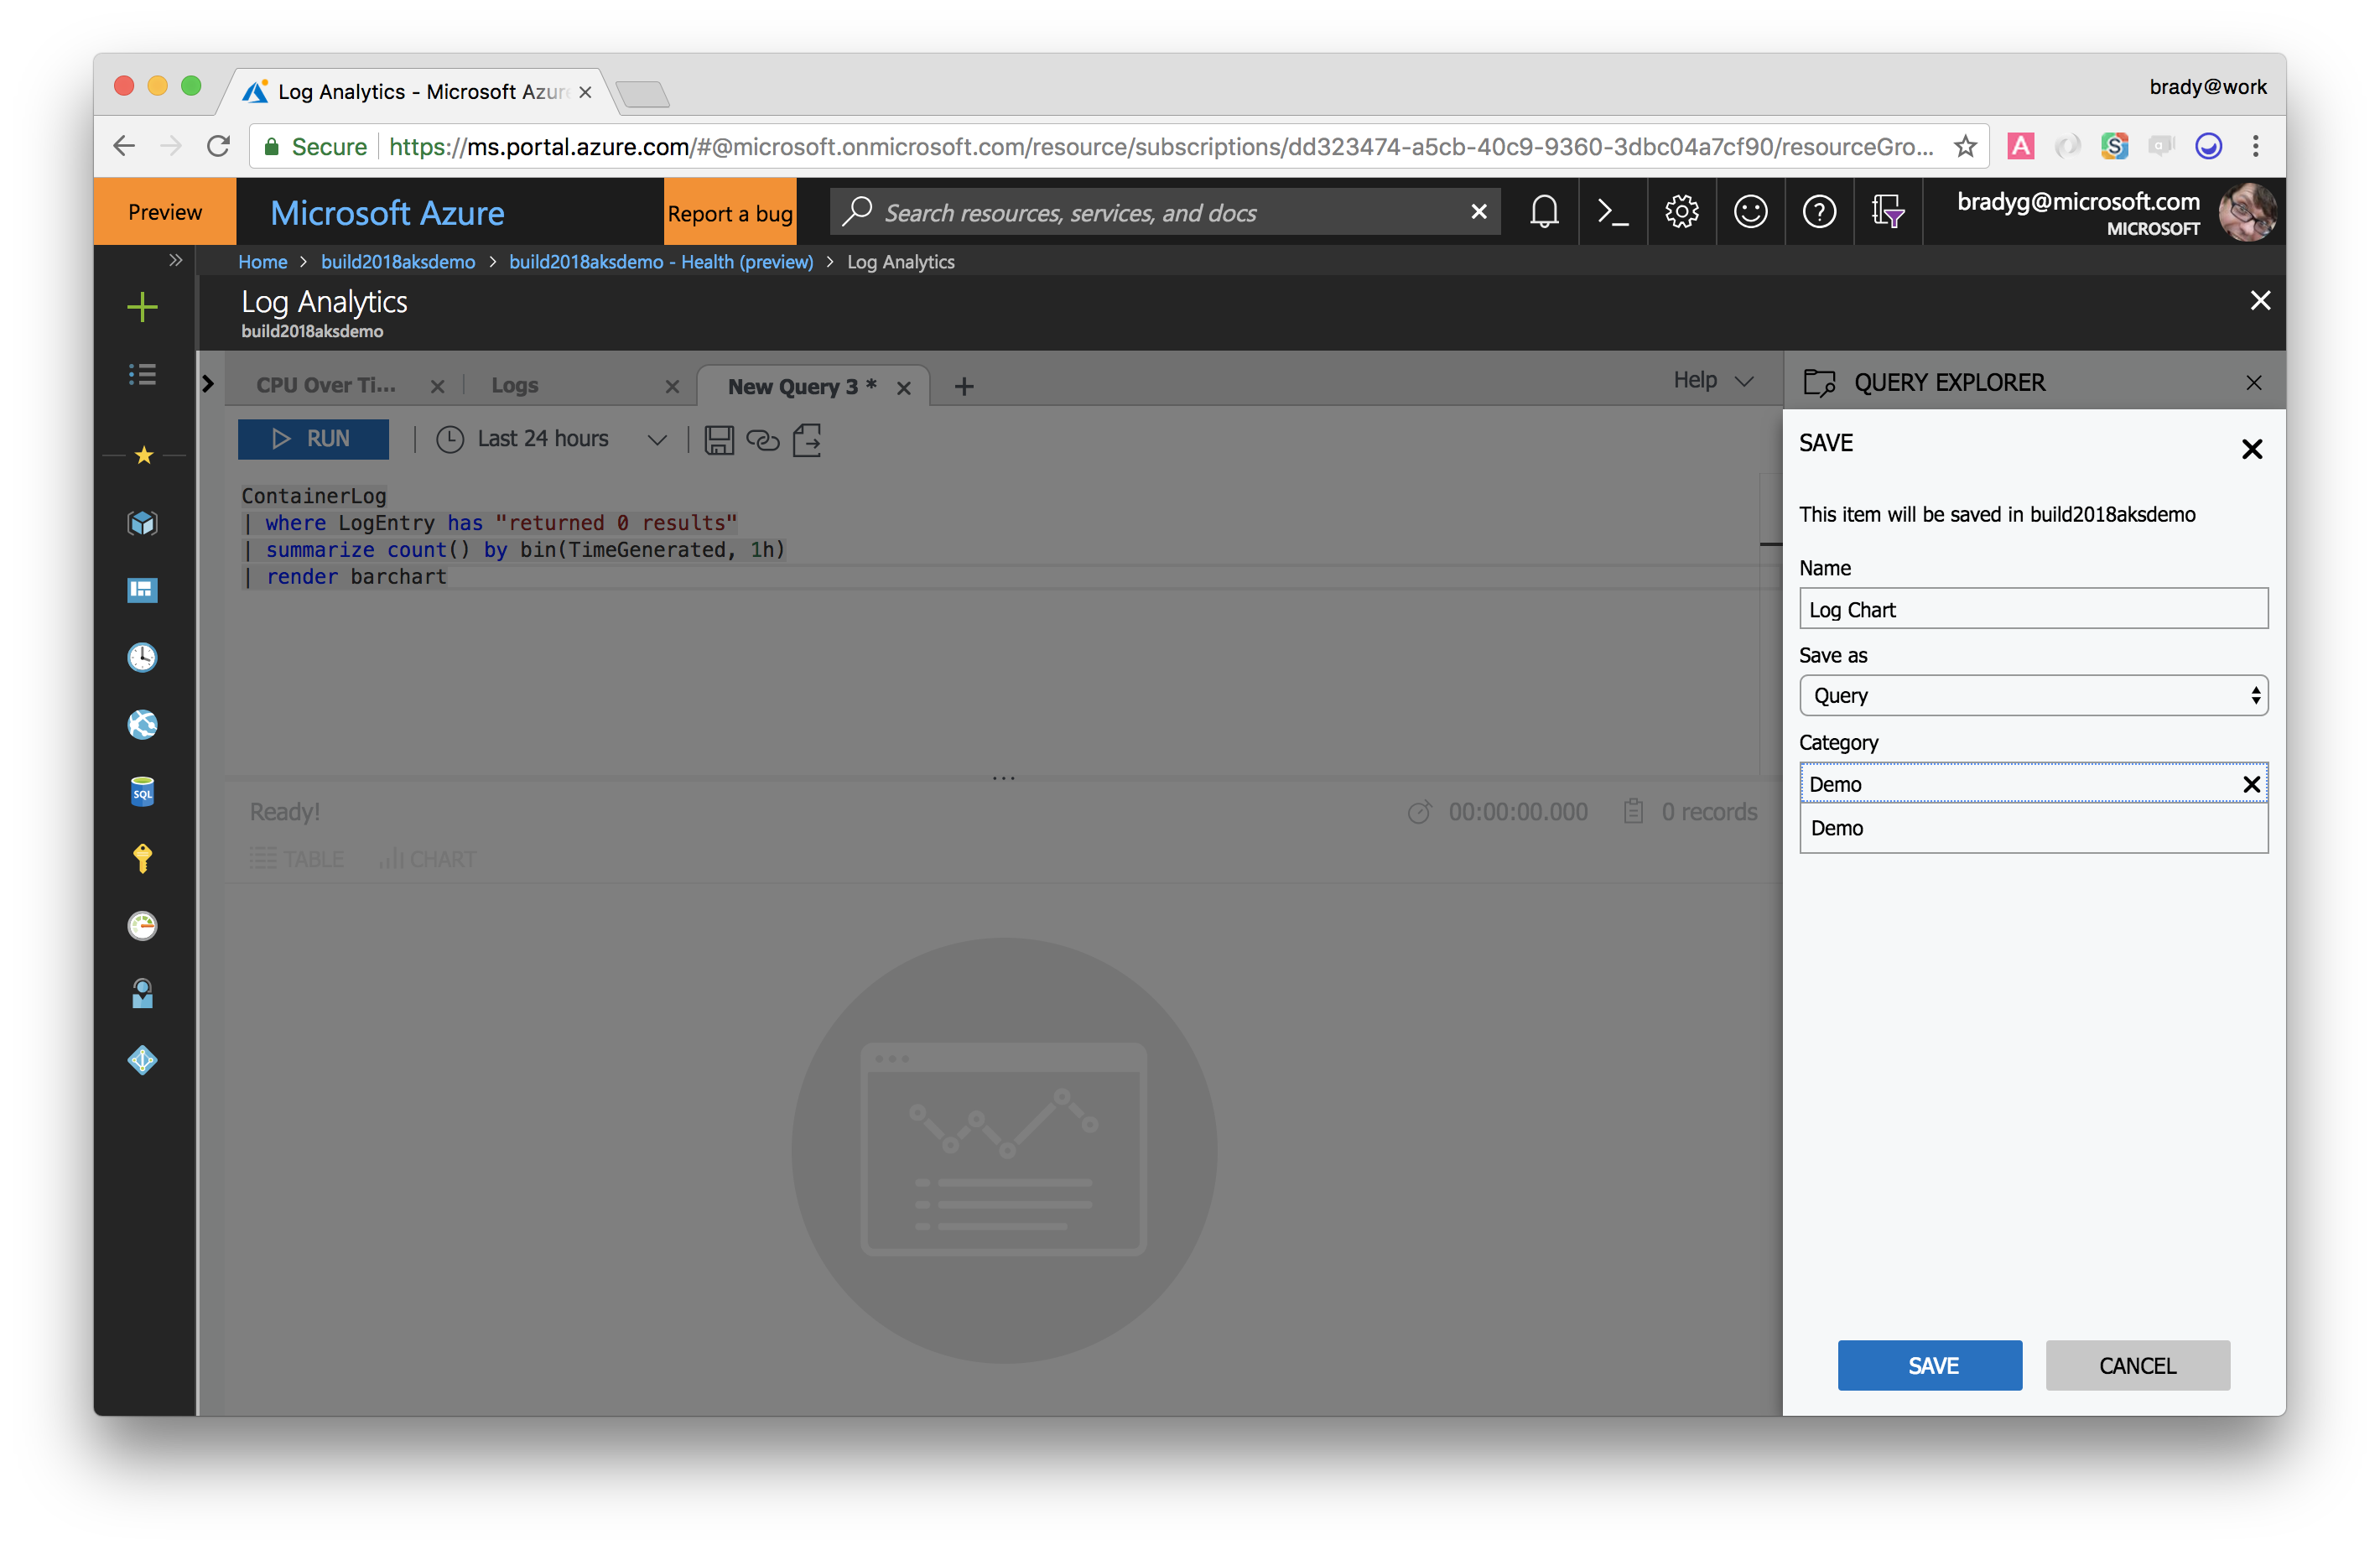 Log Analytics - Microsoft Azure
brady@work
Secure
https://ms.portal.azure.com/#@microsoft.onmicrosoft.com/resource/subscriptions/dd323474-a5cb-40c9-9360-3dbc04a7cf90/resourceGro...
Preview
Microsoft Azure
Report a bug
Search resources, services, and docs
bradyg@microsoft.com
MICROSOFT
Home > build2018aksdemo > build2018aksdemo - Health (preview) > Log Analytics
Log Analytics
build2018aksdemo
CPU Over Ti...
Logs
New Query 3 *
Help
QUERY EXPLORER
RUN
Last 24 hours
ContainerLog
| where LogEntry has "returned 0 results"
| summarize count() by bin(TimeGenerated, 1h)
| render barchart
Ready!
00:00:00.000
0 records
TABLE
CHART
SQL
SAVE
This item will be saved in build2018aksdemo
Name
Log Chart
Save as
Query
Category
Demo
Demo
SAVE
CANCEL